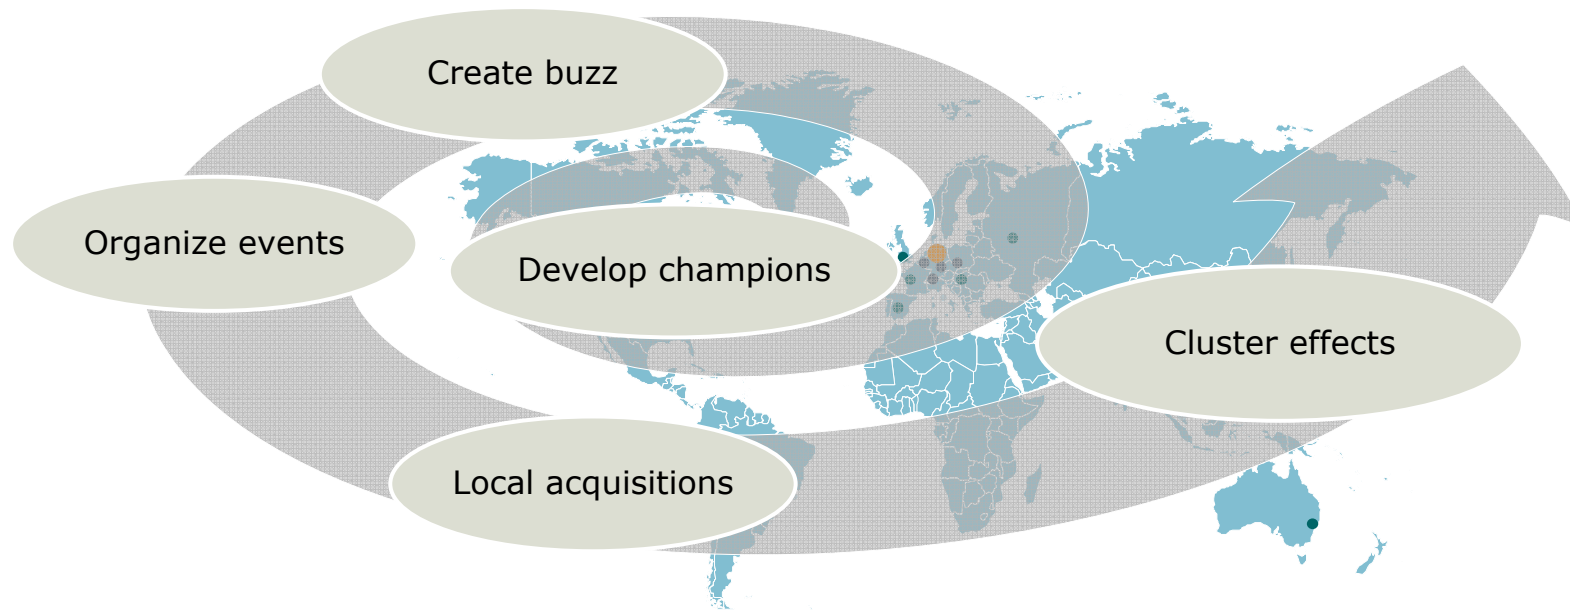 Create buzz
Organize events
Develop champions
Cluster effects
Local acquisitions